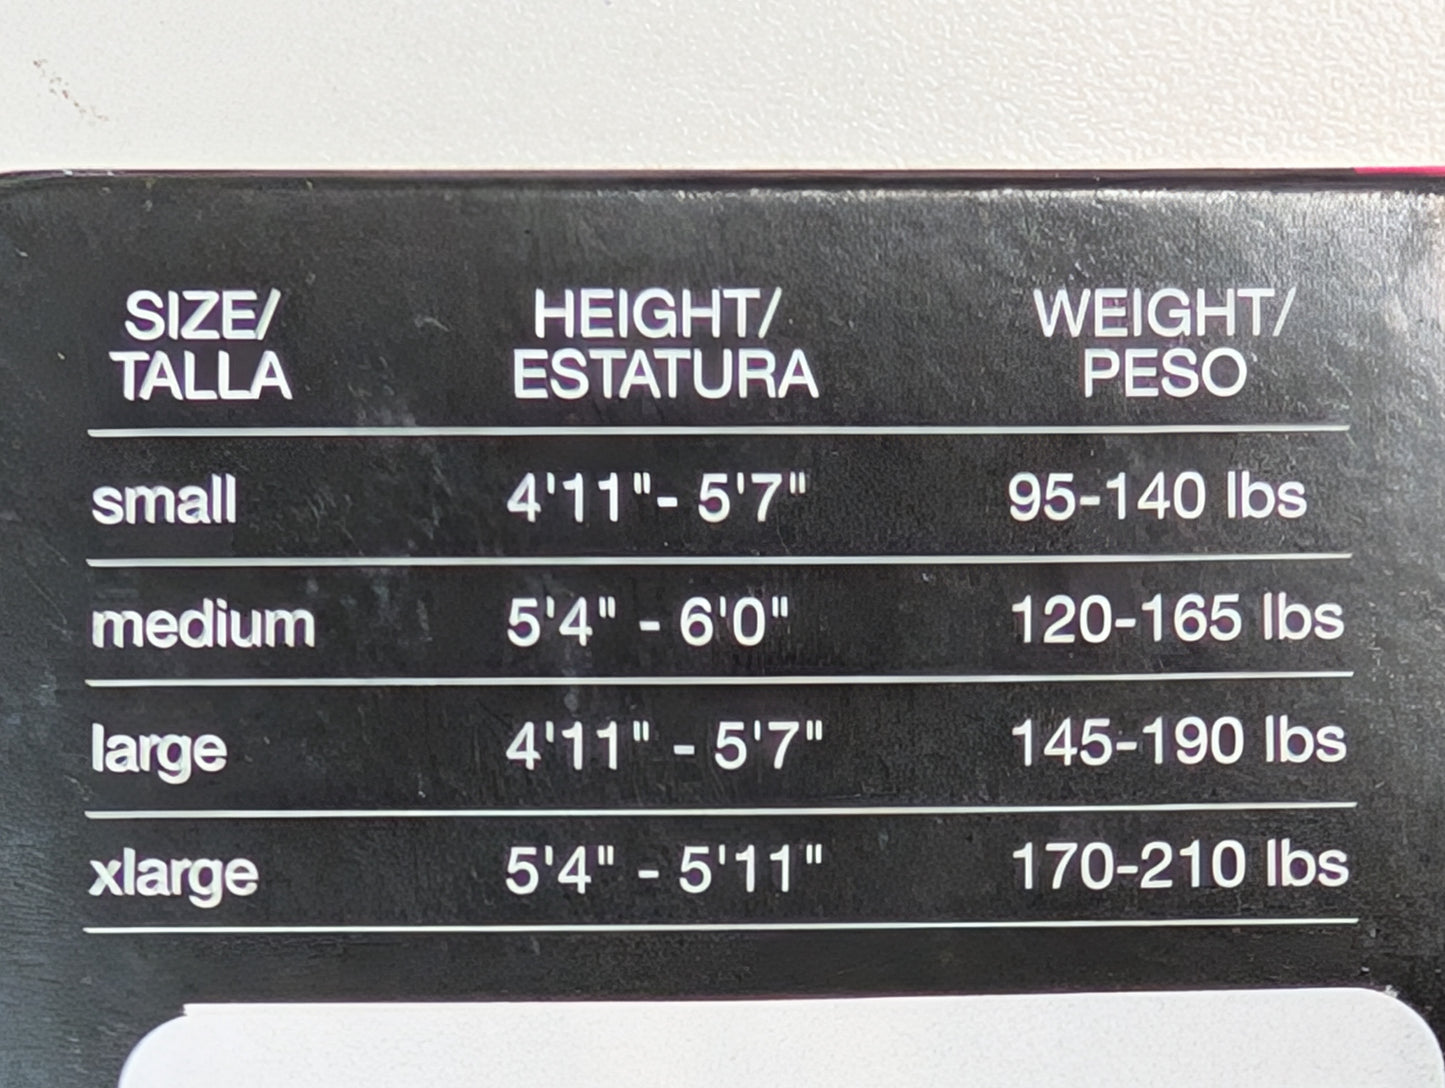 SIZE/ HEIGHT/ WEIGHT/
TALLA ESTATURA PESO
small 4'11"- 5'7" 95-140 lbs
medium 5'4" - 6'0" 120-165 lbs
large 4'11" - 5'7" 145-190 lbs
xlarge 5'4" - 5'11" 170-210 lbs